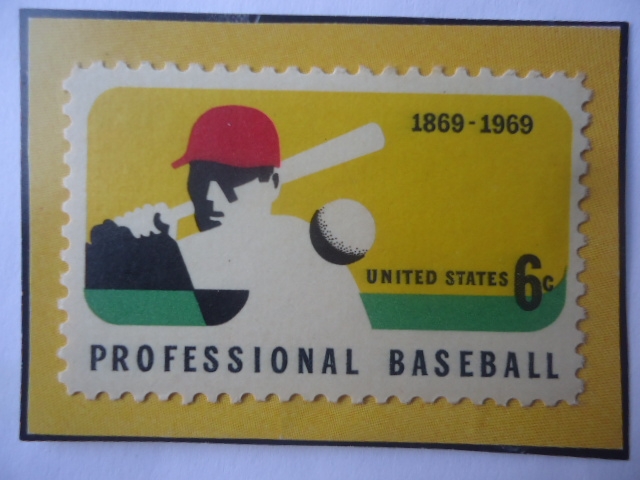 1869-1969
UNITED STATES 6c
PROFESSIONAL BASEBALL